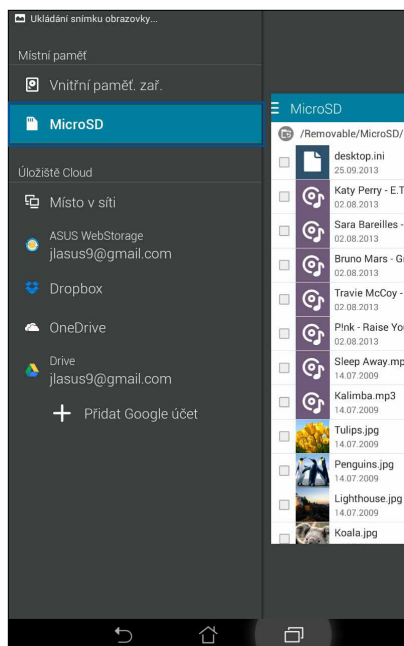 Ukládání snímku obrazovky...
Místní paměť
Vnitřní paměť. zař.
MicroSD
Úložiště Cloud
Místo v síti
ASUS WebStorage
jlasus9@gmail.com
Dropbox
OneDrive
Drive
jlasus9@gmail.com
Přidat Google účet
MicroSD
/Removable/MicroSD/
desktop.ini
25.09.2013
Katy Perry - E.T
02.08.2013
Sara Bareilles -
02.08.2013
Bruno Mars - Gr
02.08.2013
Travie McCoy -
02.08.2013
P!nk - Raise You
02.08.2013
Sleep Away.mp
14.07.2009
Kalimba.mp3
14.07.2009
Tulips.jpg
14.07.2009
Penguins.jpg
14.07.2009
Lighthouse.jpg
14.07.2009
Koala.jpg